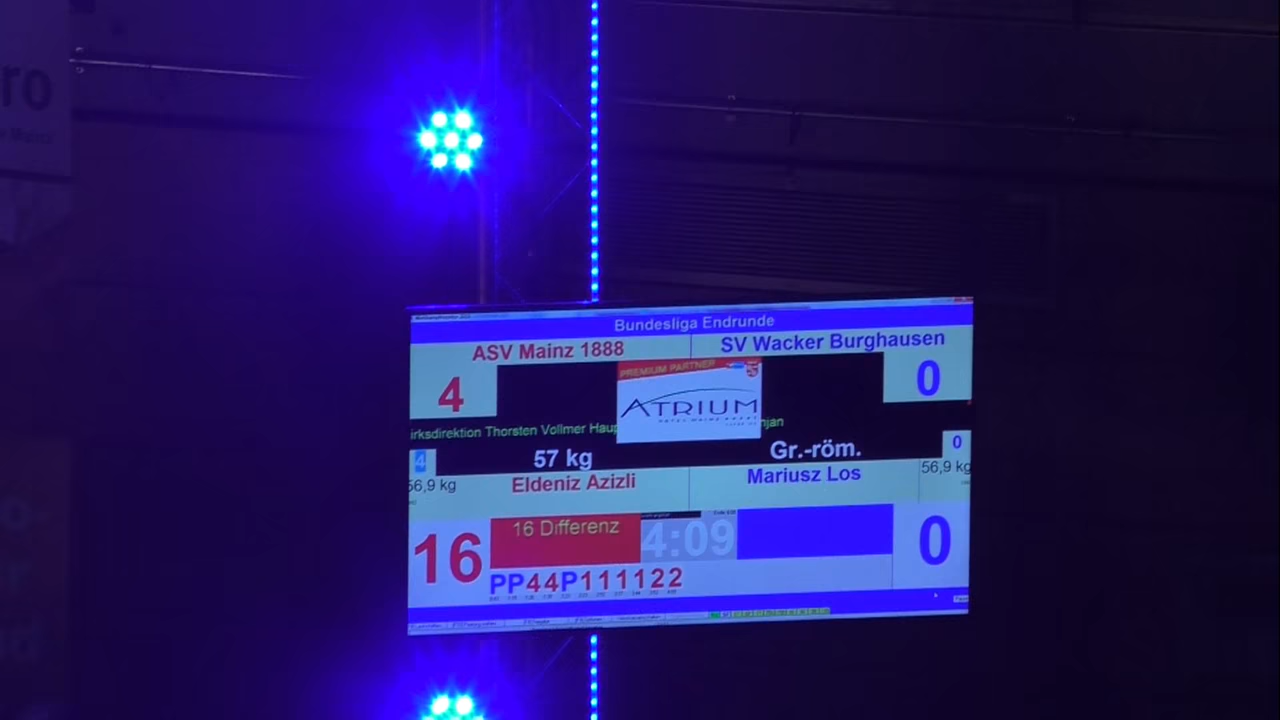 ro
Bundesliga Endrunde
ASV Mainz 1888
SV Wacker Burghausen
4
PREMIUM PARTNER
ATRIUM
0
irksdirektion Thorsten Vollmer Haup
njan
4
57 kg
Gr.-röm.
0
56,9 kg
Eldeniz Azizli
Mariusz Los
56,9 kg
16
16 Differenz
4:09
0
PP44P111122